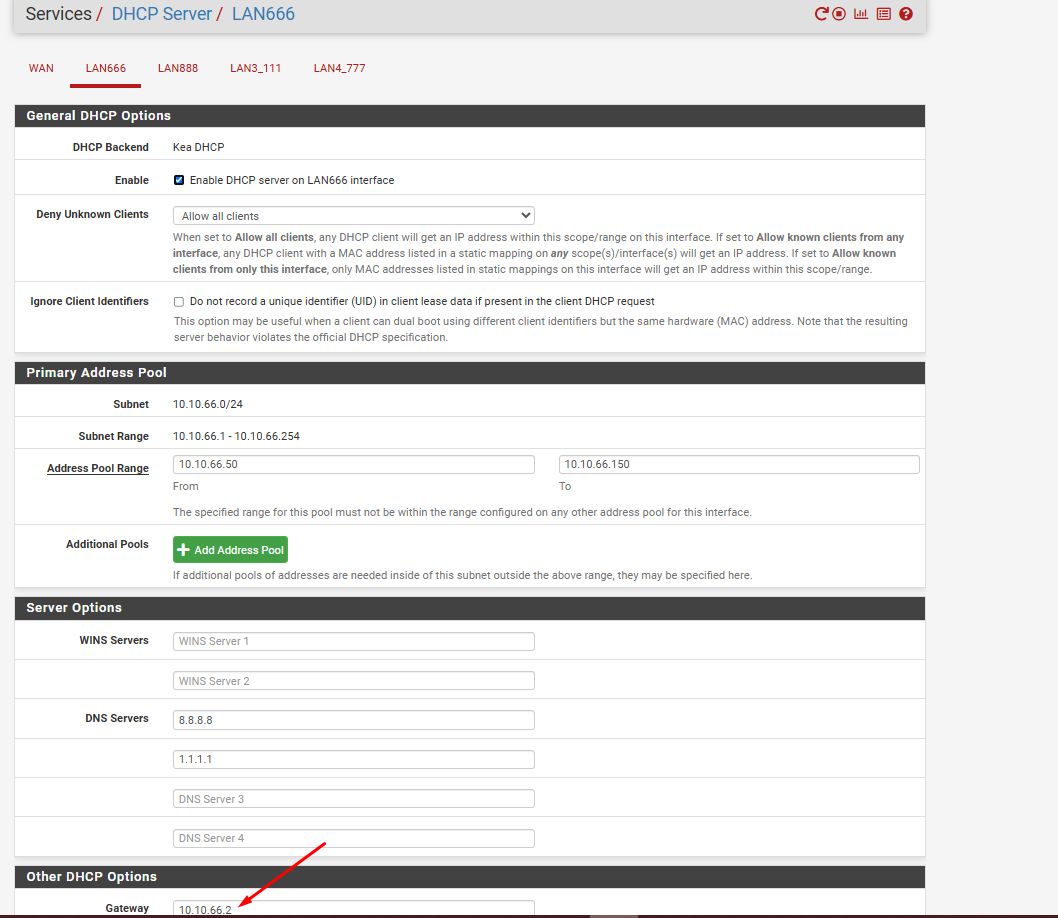 Services / DHCP Server / LAN666
WAN LAN666 LAN888 LAN3_111 LAN4_777
General DHCP Options
DHCP Backend Kea DHCP
Enable Enable DHCP server on LAN666 interface
Deny Unknown Clients Allow all clients
When set to Allow all clients, any DHCP client will get an IP address within this scope/range on this interface. If set to Allow known clients from any
interface, any DHCP client with a MAC address listed in a static mapping on any scope(s)/interface(s) will get an IP address. If set to Allow known
clients from only this interface, only MAC addresses listed in static mappings on this interface will get an IP address within this scope/range.
Ignore Client Identifiers Do not record a unique identifier (UID) in client lease data if present in the client DHCP request
This option may be useful when a client can dual boot using different client identifiers but the same hardware (MAC) address. Note that the resulting
server behavior violates the official DHCP specification.
Primary Address Pool
Subnet 10.10.66.0/24
Subnet Range 10.10.66.1 - 10.10.66.254
Address Pool Range 10.10.66.50 10.10.66.150
From To
The specified range for this pool must not be within the range configured on any other address pool for this interface.
Additional Pools Add Address Pool
If additional pools of addresses are needed inside of this subnet outside the above range, they may be specified here.
Server Options
WINS Servers WINS Server 1
WINS Server 2
DNS Servers 8.8.8.8
1.1.1.1
DNS Server 3
DNS Server 4
Other DHCP Options
Gateway 10.10.66.2